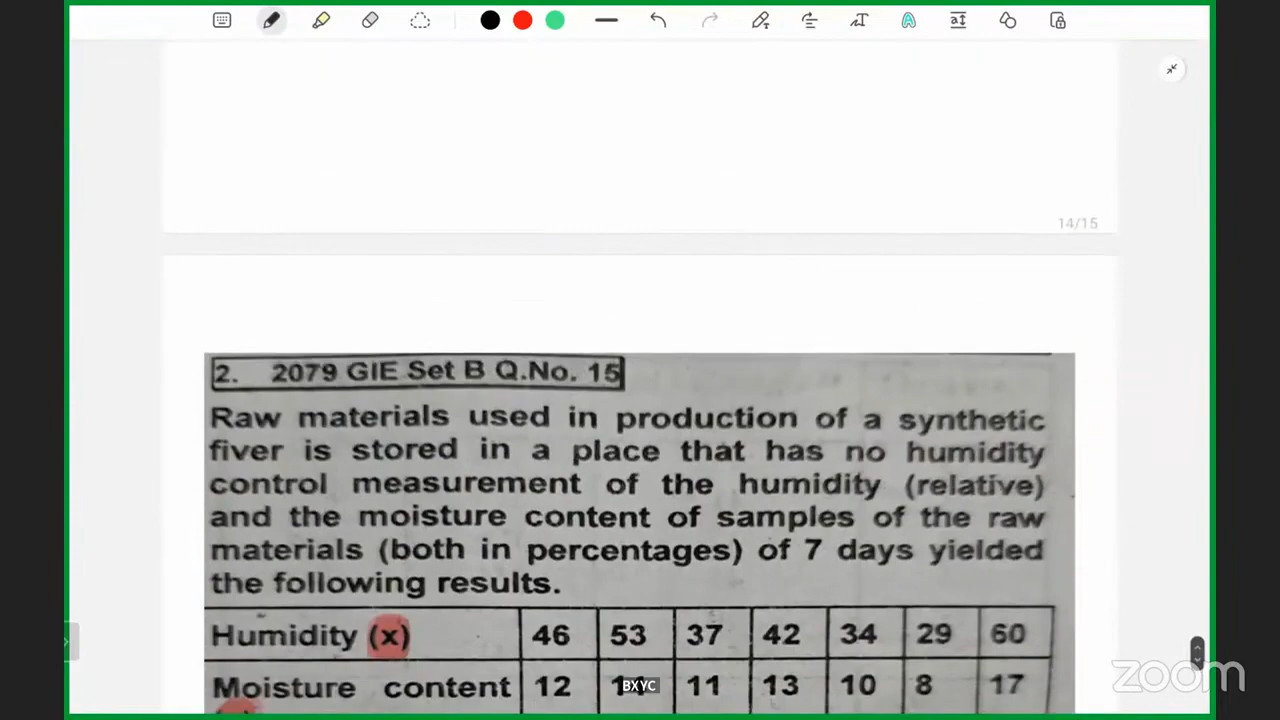 14/15
2. 2079 GIE Set B Q.No. 15
Raw materials used in production of a synthetic
fiver is stored in a place that has no humidity
control measurement of the humidity (relative)
and the moisture content of samples of the raw
materials (both in percentages) of 7 days yielded
the following results.
Humidity (x) 46 53 37 42 34 29 60
Moisture content 12 11 13 10 8 17
BXYC
zoom